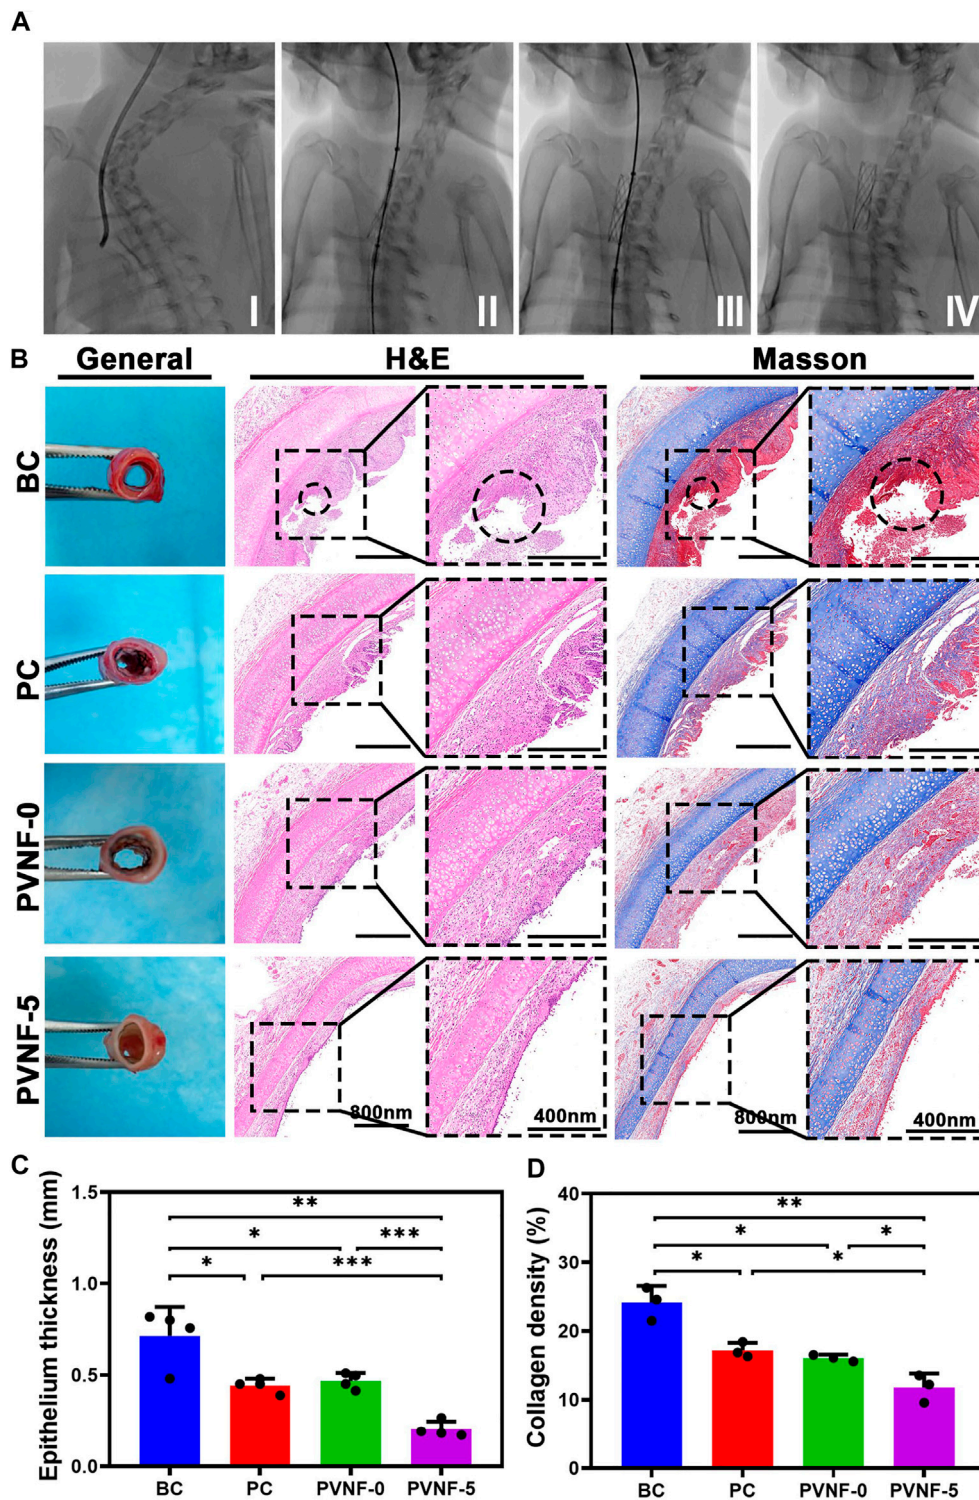 A
I II III IV
B General H&E Masson
BC
PC
PVNF-0
PVNF-5
800nm 400nm 800nm 400nm
C
Epithelium thickness (mm)
1.5
1.0
0.5
0.0
** 
* ***
* ***
BC PC PVNF-0 PVNF-5
D
Collagen density (%)
40
30
20
10
0
**
* *
* *
BC PC PVNF-0 PVNF-5